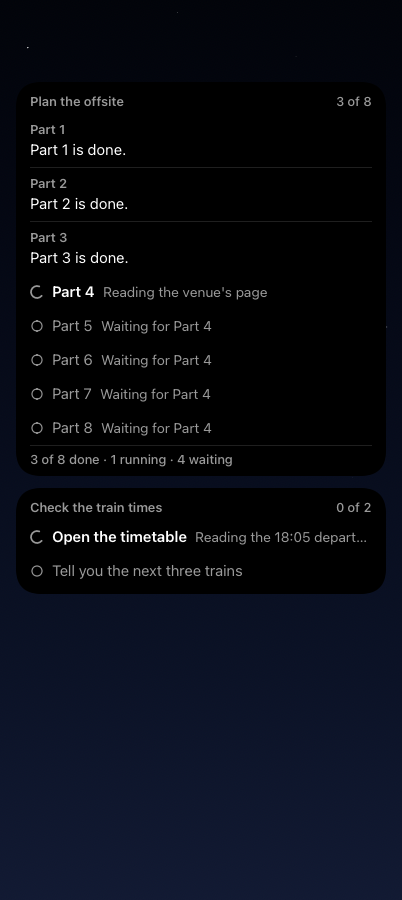 Plan the offsite 3 of 8
Part 1
Part 1 is done.
Part 2
Part 2 is done.
Part 3
Part 3 is done.
Part 4 Reading the venue's page
Part 5 Waiting for Part 4
Part 6 Waiting for Part 4
Part 7 Waiting for Part 4
Part 8 Waiting for Part 4
3 of 8 done · 1 running · 4 waiting
Check the train times 0 of 2
Open the timetable Reading the 18:05 depart...
Tell you the next three trains